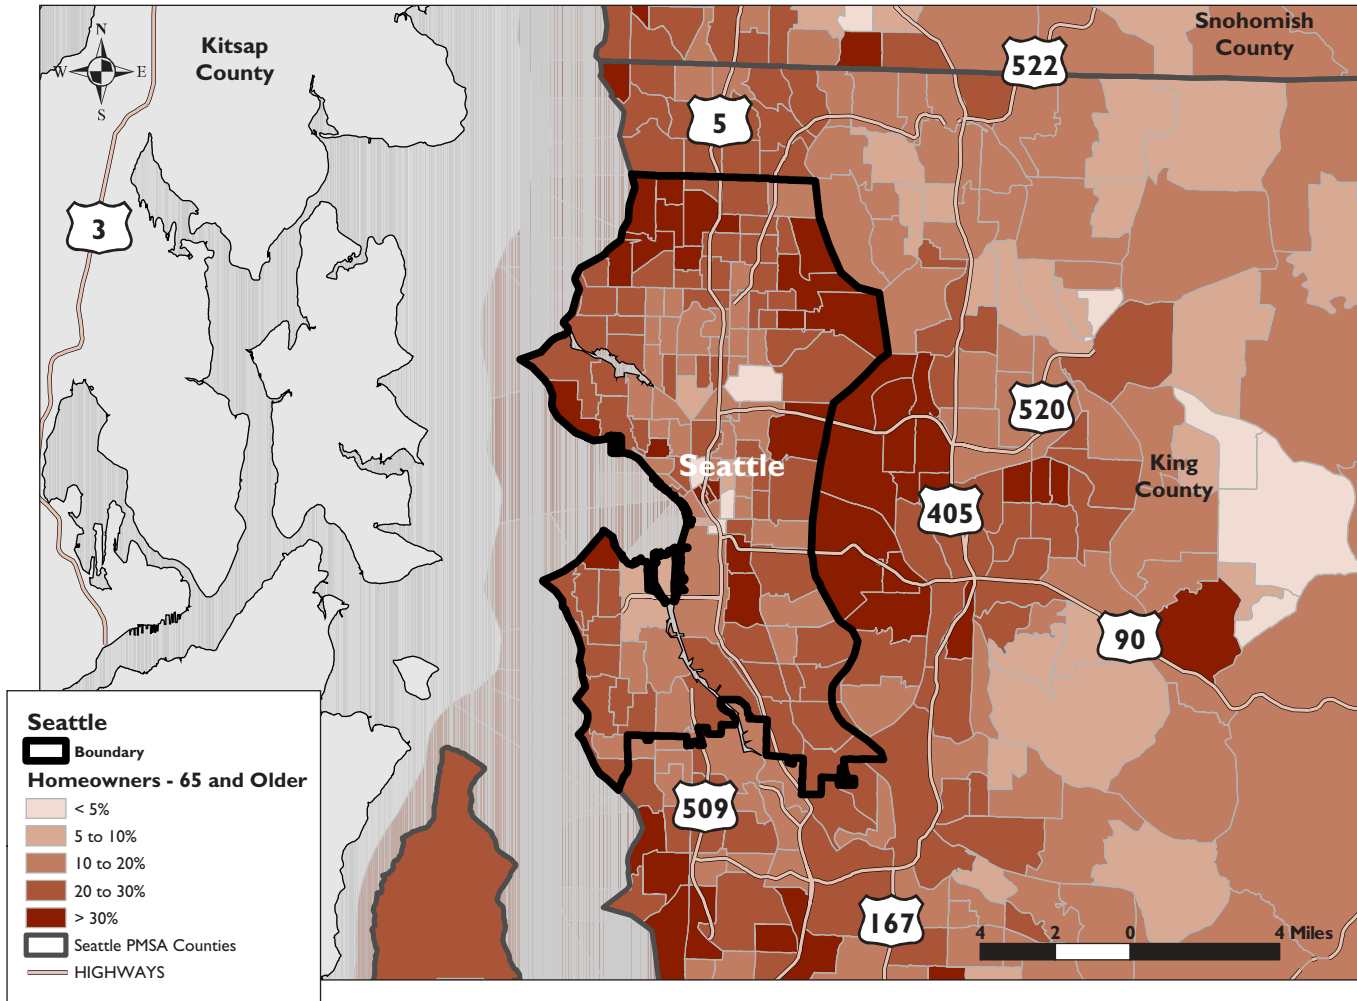 N
W E
S
Kitsap
County
Snohomish
County
522
5
3
520
Seattle
King
County
405
90
509
167
Seattle
Boundary
Homeowners - 65 and Older
< 5%
5 to 10%
10 to 20%
20 to 30%
> 30%
Seattle PMSA Counties
HIGHWAYS
4 2 0 4 Miles